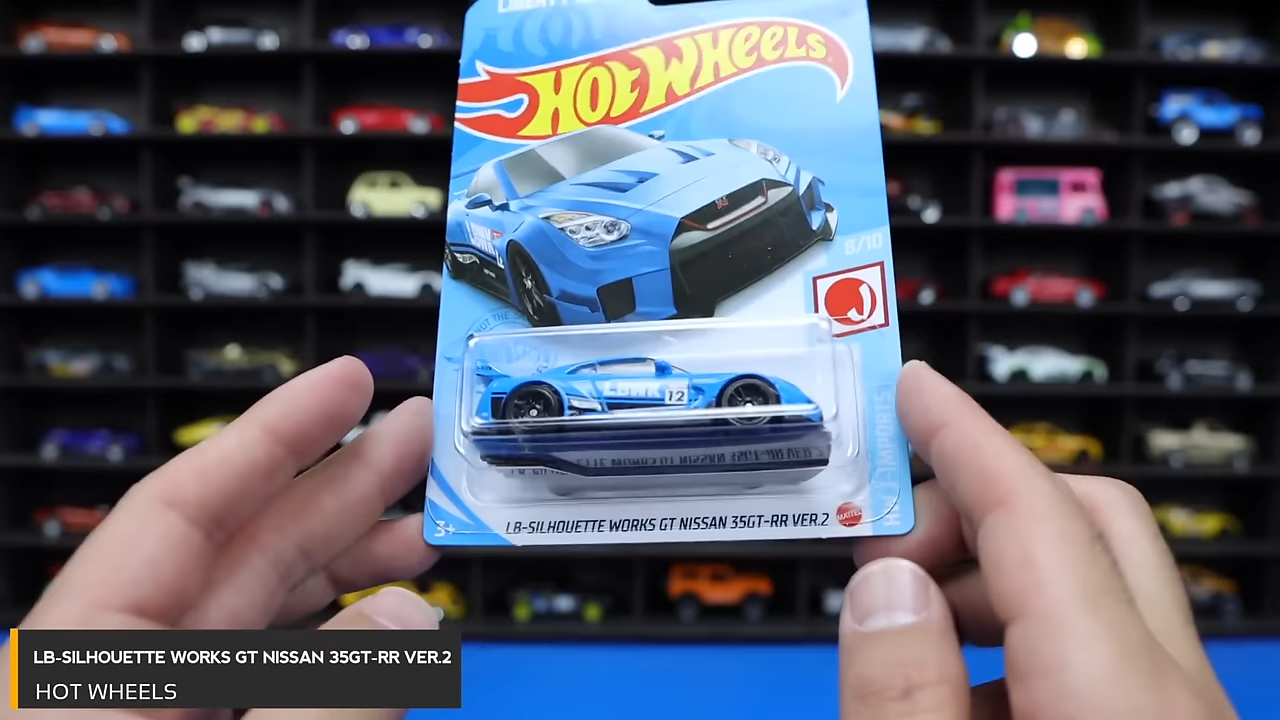 HOT WHEELS
8/10
LBWK
12
HW J-IMPORTS
3+
LB-SILHOUETTE WORKS GT NISSAN 35GT-RR VER.2
MATTEL
LB-SILHOUETTE WORKS GT NISSAN 35GT-RR VER.2
HOT WHEELS